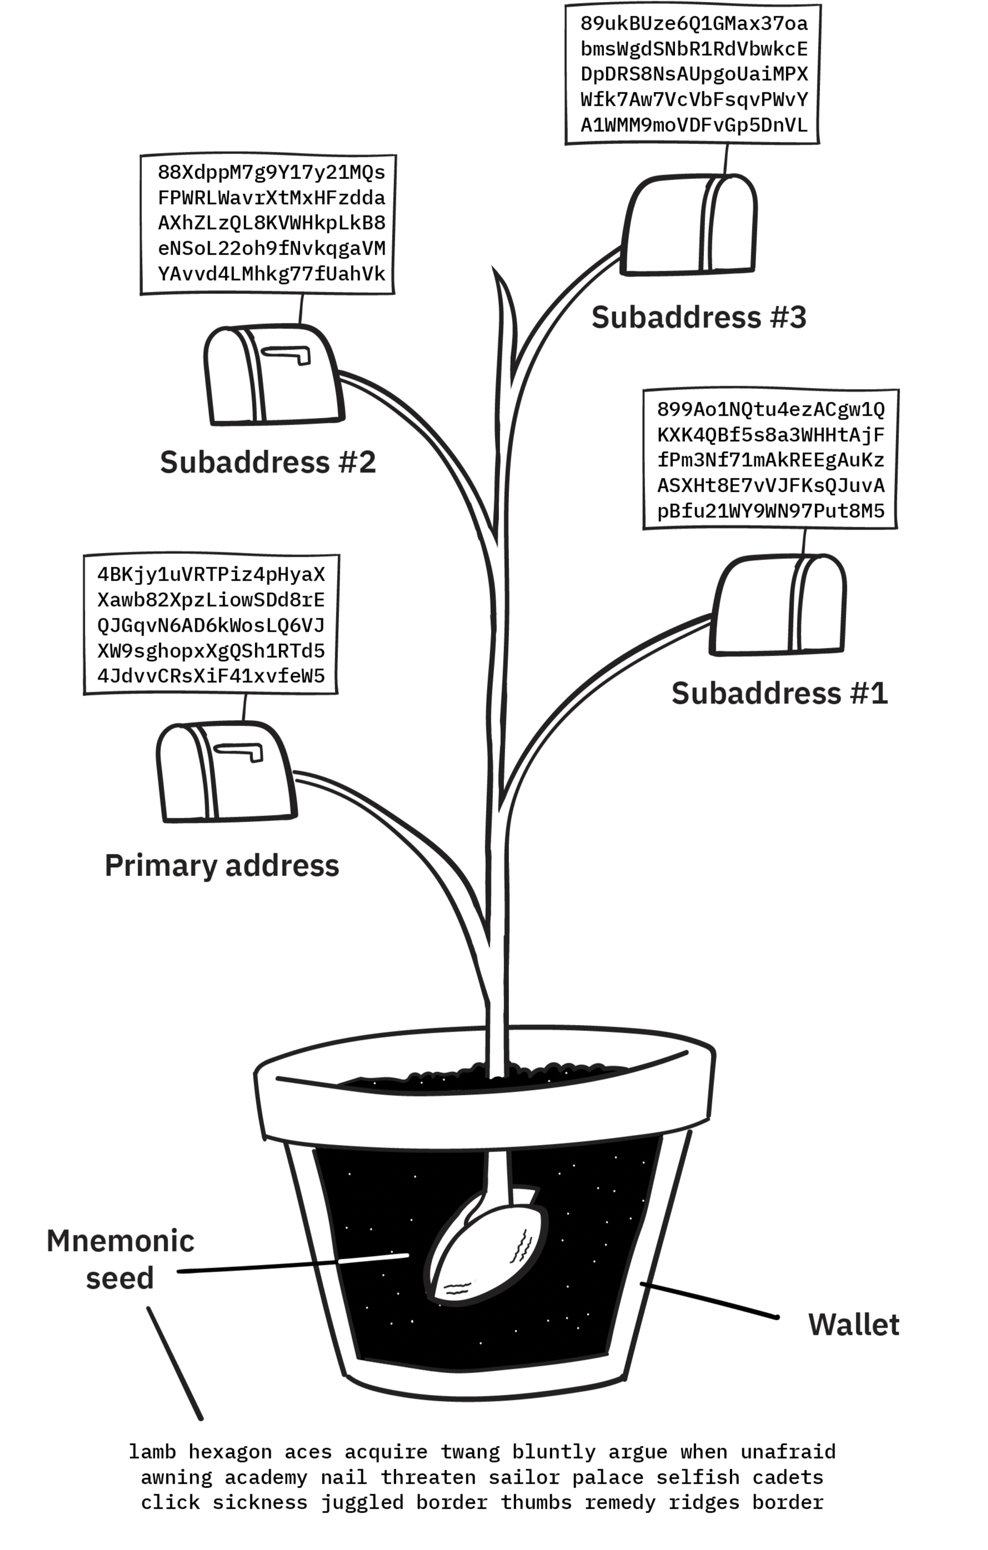 89ukBUze6Q1GMax37oa
bmsWgdSNbR1RdVbwkcE
DpDRS8NsAUpgoUaiMPX
Wfk7Aw7VcVbFsqvPWvY
A1WMM9moVDFvGp5DnVL
Subaddress #3
88XdppM7g9Y17y21MQs
FPWRLWavrXtMxHFzdda
AXhZLzQL8KVWHkpLkB8
eNSoL22oh9fNvkqgaVM
YAvvd4LMhkg77fUahVk
Subaddress #2
899Ao1NQtu4ezACgw1Q
KXK4QBf5s8a3WHHtAjF
fPm3Nf71mAkREEgAuKz
ASXHt8E7vVJFKsQJuvA
pBfu21WY9WN97Put8M5
Subaddress #1
4BKjy1uVRTPiz4pHyaX
Xawb82XpzLiowSDd8rE
QJGqvN6AD6kWosLQ6VJ
XW9sghopxXgQSh1RTd5
4JdvvCRsXiF41xvfeW5
Primary address
Mnemonic
seed
Wallet
lamb hexagon aces acquire twang bluntly argue when unafraid
awning academy nail threaten sailor palace selfish cadets
click sickness juggled border thumbs remedy ridges border